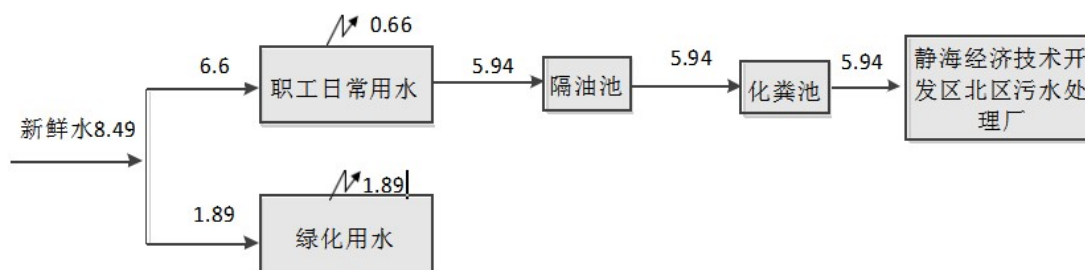 0.66
6.6
职工日常用水
5.94
隔油池
5.94
化粪池
5.94
静海经济技术开
发区北区污水处
理厂
新鲜水8.49
1.89
1.89
绿化用水